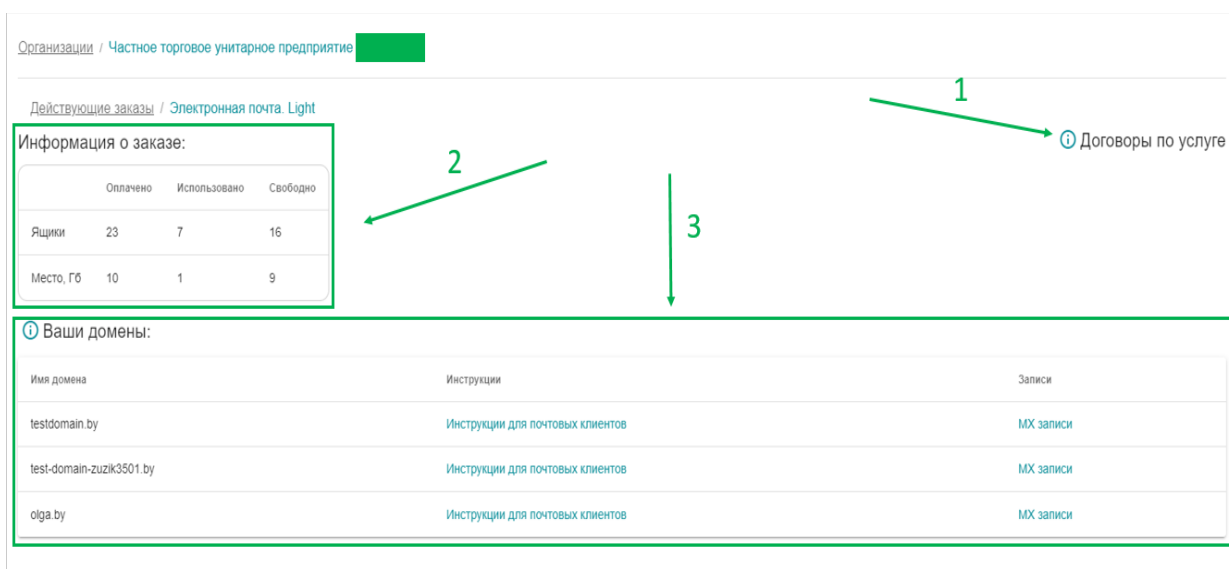 Организации / Частное торговое унитарное предприятие
1
Действующие заказы / Электронная почта. Light
Информация о заказе:
Договоры по услуге
2
Оплачено Использовано Свободно
Ящики 23 7 16
3
Место, Гб 10 1 9
Ваши домены:
Имя домена Инструкции Записи
testdomain.by Инструкции для почтовых клиентов MX записи
test-domain-zuzik3501.by Инструкции для почтовых клиентов MX записи
olga.by Инструкции для почтовых клиентов MX записи